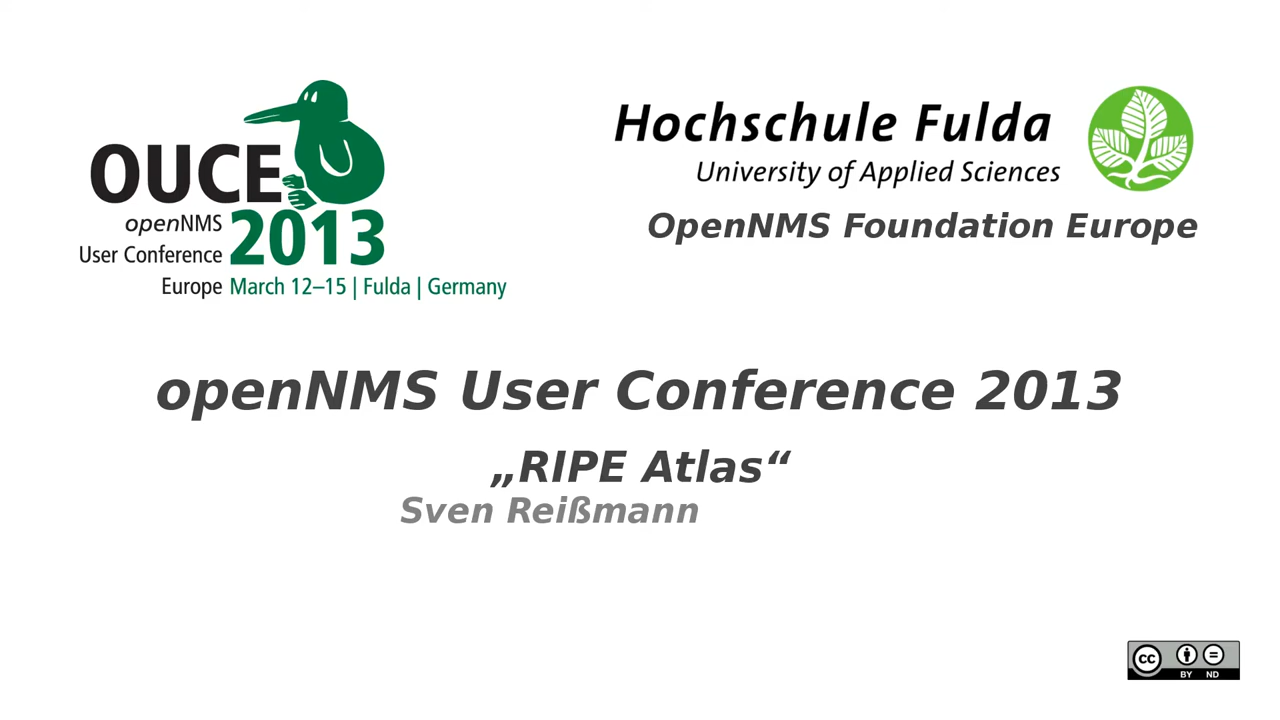 OUCE
openNMS 2013
User Conference
Europe March 12–15 | Fulda | Germany
Hochschule Fulda
University of Applied Sciences
OpenNMS Foundation Europe
openNMS User Conference 2013
„RIPE Atlas“
Sven Reißmann
cc
BY ND